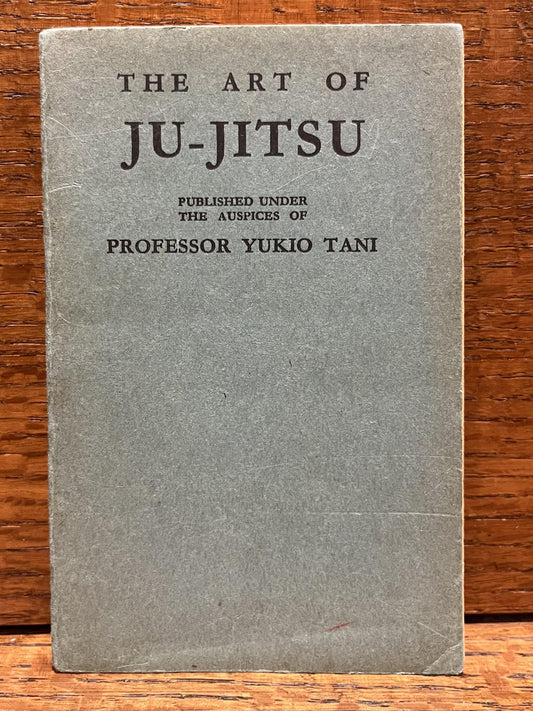 THE ART OF
JU-JITSU
PUBLISHED UNDER
THE AUSPICES OF
PROFESSOR YUKIO TANI